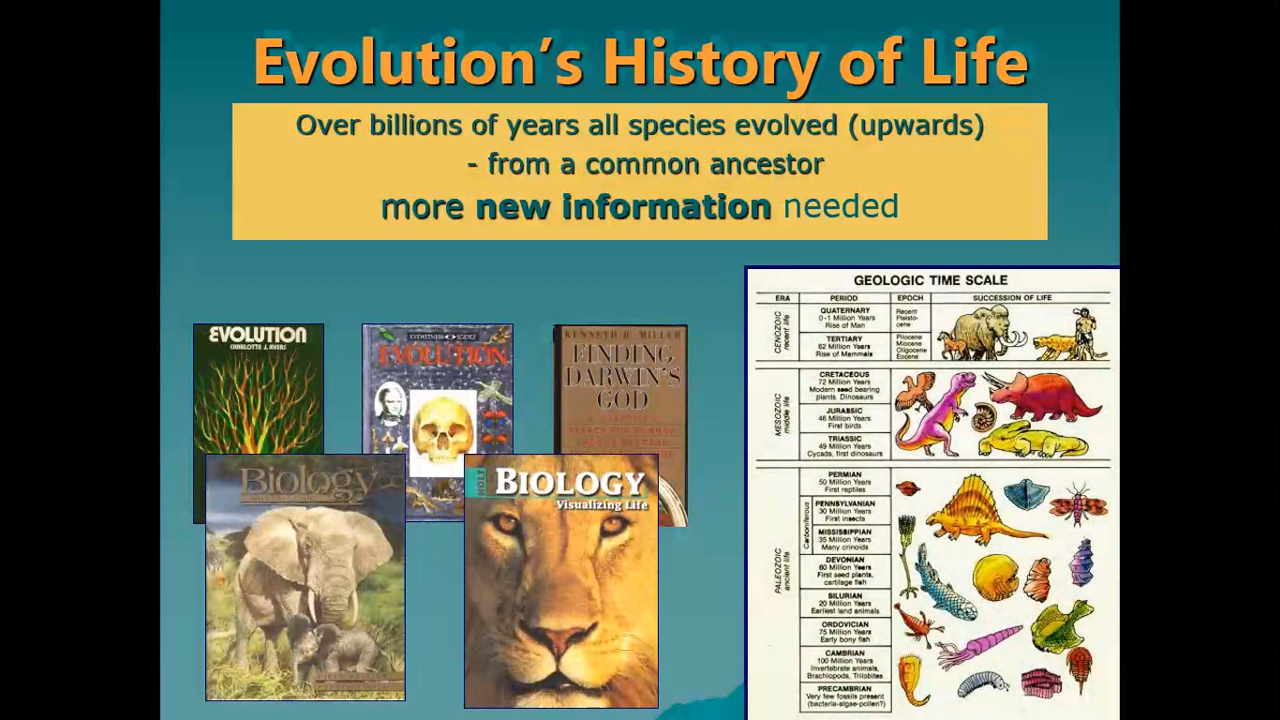 Evolution's History of Life
Over billions of years all species evolved (upwards)
- from a common ancestor
more new information needed
EVOLUTION
CHARLOTTE J. AVERS
EYEWITNESS SCIENCE
EVOLUTION
KENNETH R. MILLER
FINDING
DARWIN'S
GOD
Biology
HOLT
BIOLOGY
Visualizing Life
GEOLOGIC TIME SCALE
ERA PERIOD EPOCH SUCCESSION OF LIFE
CENOZOIC
recent life
QUATERNARY
0-1 Million Years
Rise of Man
Recent
Pleisto-
cene
TERTIARY
62 Million Years
Rise of Mammals
Pliocene
Miocene
Oligocene
Eocene
MESOZOIC
middle life
CRETACEOUS
72 Million Years
Modern seed bearing
plants. Dinosaurs
JURASSIC
46 Million Years
First birds
TRIASSIC
49 Million Years
Cycads, first dinosaurs
PALEOZOIC
ancient life
PERMIAN
50 Million Years
First reptiles
Carboniferous
PENNSYLVANIAN
30 Million Years
First insects
MISSISSIPPIAN
35 Million Years
Many crinoids
DEVONIAN
60 Million Years
First seed plants,
cartilage fish
SILURIAN
20 Million Years
Earliest land animals
ORDOVICIAN
75 Million Years
Early bony fish
CAMBRIAN
100 Million Years
Invertebrate animals,
Brachiopods, Trilobites
PRECAMBRIAN
Very few fossils present
(bacteria-algae-pollen?)